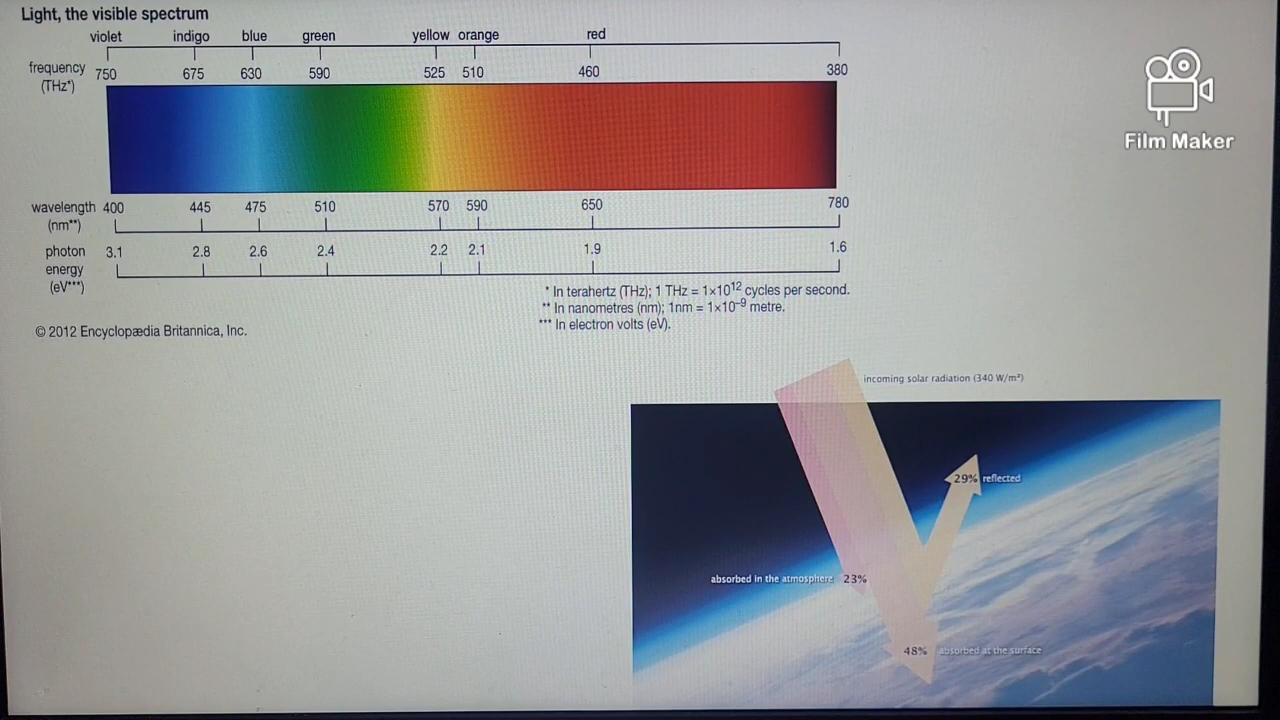 Light, the visible spectrum
violet indigo blue green yellow orange red
frequency (THz*) 750 675 630 590 525 510 460 380
wavelength (nm**) 400 445 475 510 570 590 650 780
photon energy (eV***) 3.1 2.8 2.6 2.4 2.2 2.1 1.9 1.6
* In terahertz (THz); 1 THz = 1×10¹² cycles per second.
** In nanometres (nm); 1nm = 1×10⁻⁹ metre.
*** In electron volts (eV).
© 2012 Encyclopædia Britannica, Inc.
Film Maker
incoming solar radiation (340 W/m²)
29% reflected
absorbed in the atmosphere 23%
48% absorbed at the surface